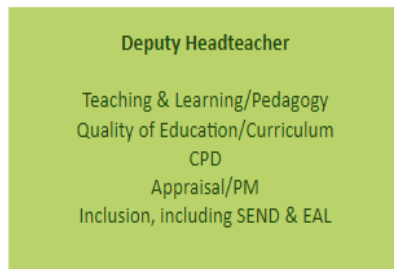 Deputy Headteacher
Teaching & Learning/Pedagogy
Quality of Education/Curriculum
CPD
Appraisal/PM
Inclusion, including SEND & EAL